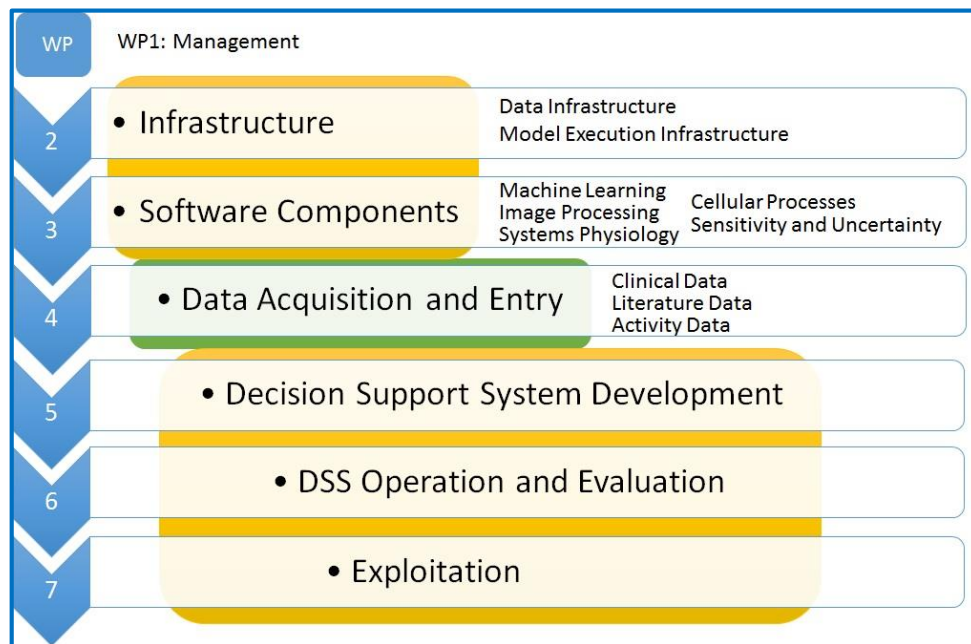 WP
WP1: Management
2
• Infrastructure
Data Infrastructure
Model Execution Infrastructure
3
• Software Components
Machine Learning
Image Processing
Systems Physiology
Cellular Processes
Sensitivity and Uncertainty
4
• Data Acquisition and Entry
Clinical Data
Literature Data
Activity Data
5
• Decision Support System Development
6
• DSS Operation and Evaluation
7
• Exploitation